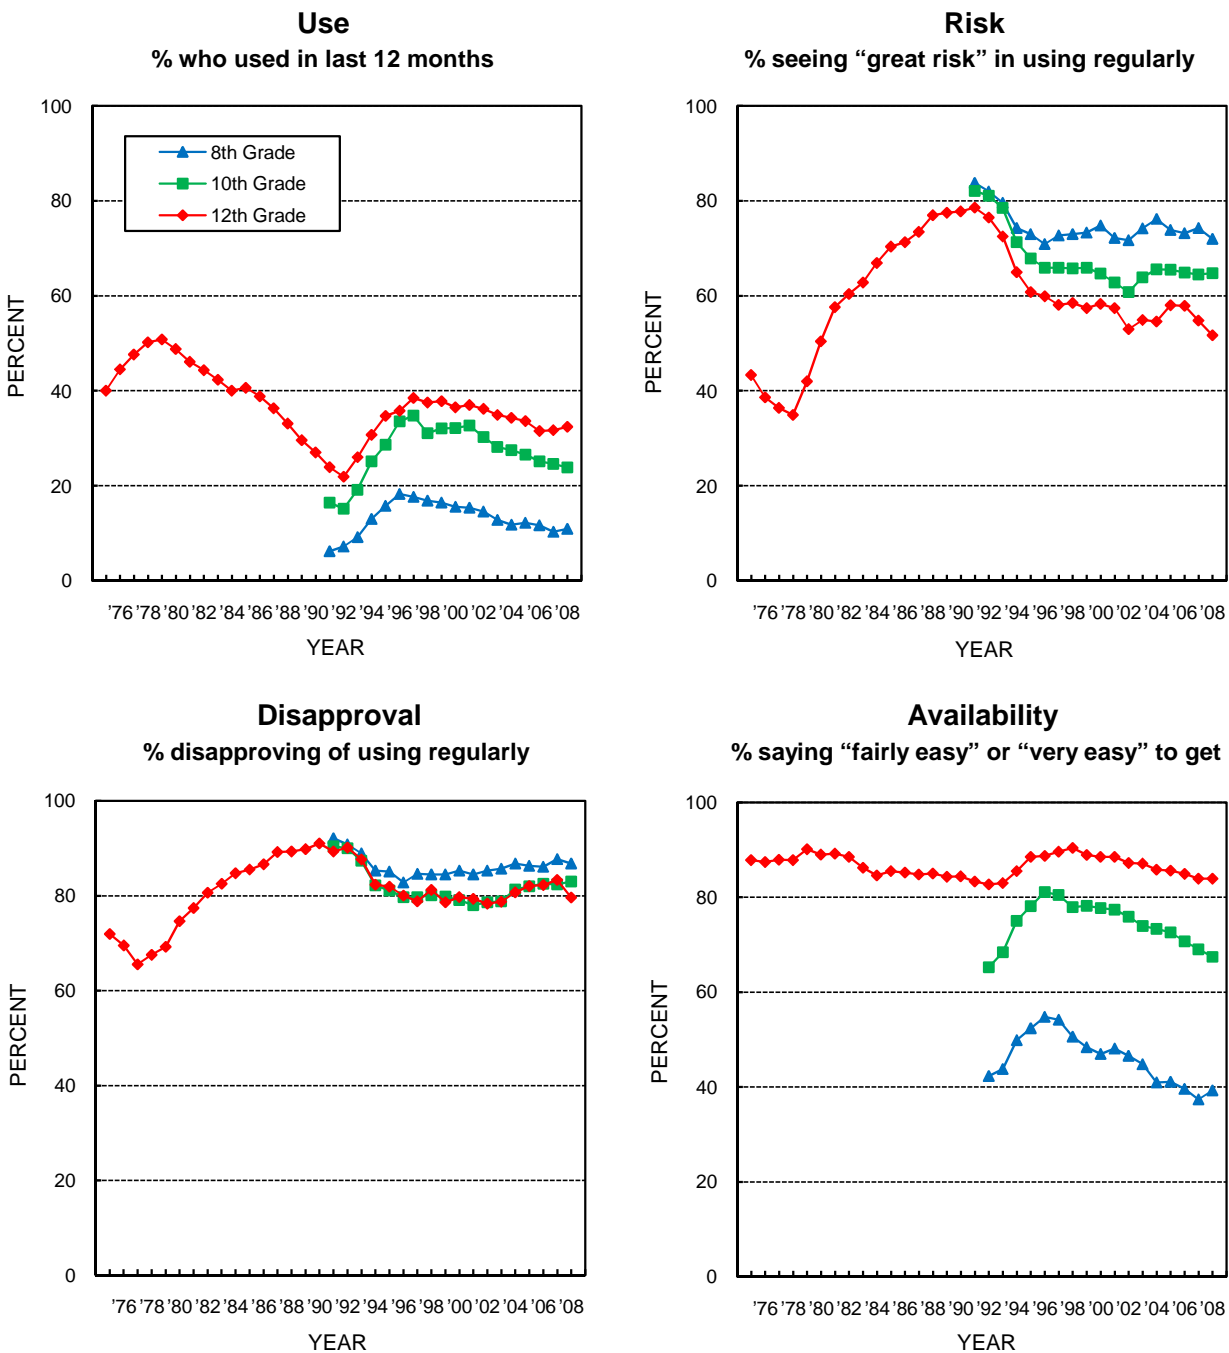 Use
% who used in last 12 months
100
80
60
40
20
0
PERCENT
8th Grade
10th Grade
12th Grade
’76 ’78 ’80 ’82 ’84 ’86 ’88 ’90 ’92 ’94 ’96 ’98 ’00 ’02 ’04 ’06 ’08
YEAR
Risk
% seeing “great risk” in using regularly
100
80
60
40
20
0
PERCENT
’76 ’78 ’80 ’82 ’84 ’86 ’88 ’90 ’92 ’94 ’96 ’98 ’00 ’02 ’04 ’06 ’08
YEAR
Disapproval
% disapproving of using regularly
100
80
60
40
20
0
PERCENT
’76 ’78 ’80 ’82 ’84 ’86 ’88 ’90 ’92 ’94 ’96 ’98 ’00 ’02 ’04 ’06 ’08
YEAR
Availability
% saying “fairly easy” or “very easy” to get
100
80
60
40
20
0
PERCENT
’76 ’78 ’80 ’82 ’84 ’86 ’88 ’90 ’92 ’94 ’96 ’98 ’00 ’02 ’04 ’06 ’08
YEAR